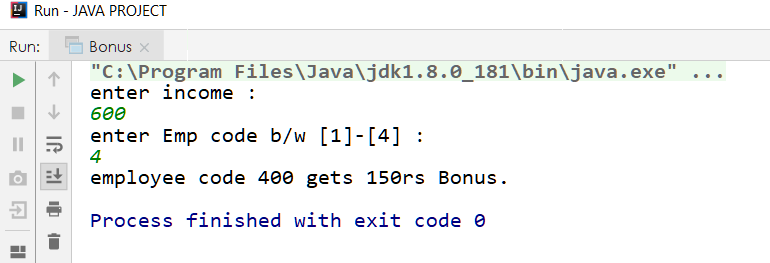 Run - JAVA PROJECT
Run: Bonus ×
"C:\Program Files\Java\jdk1.8.0_181\bin\java.exe" ...
enter income :
600
enter Emp code b/w [1]-[4] :
4
employee code 400 gets 150rs Bonus.
Process finished with exit code 0